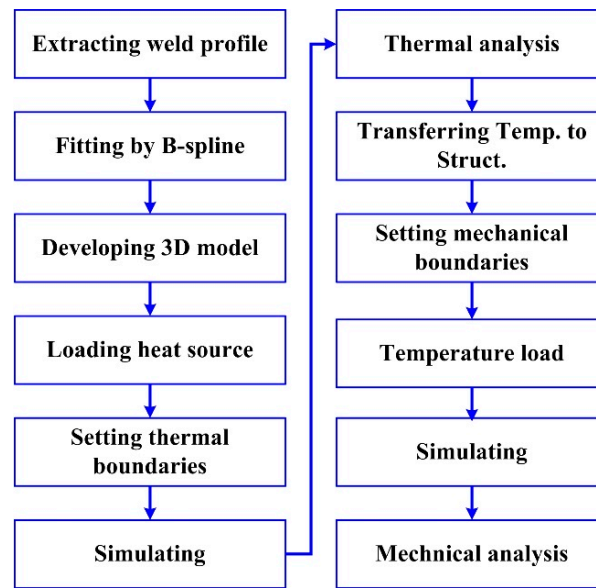 Extracting weld profile
Fitting by B-spline
Developing 3D model
Loading heat source
Setting thermal
boundaries
Simulating
Thermal analysis
Transferring Temp. to
Struct.
Setting mechanical
boundaries
Temperature load
Simulating
Mechnical analysis